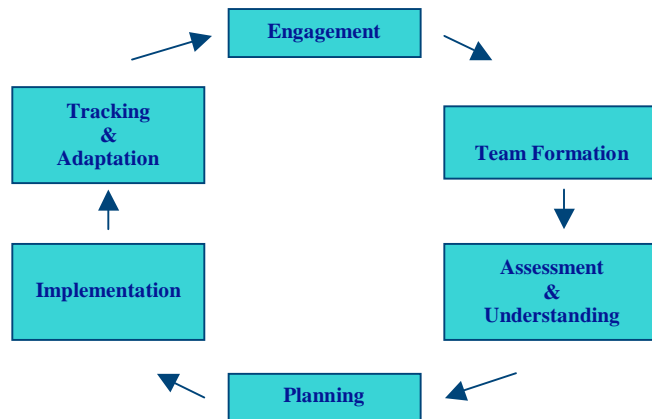 Engagement
Tracking
&
Adaptation
Team Formation
Implementation
Assessment
&
Understanding
Planning